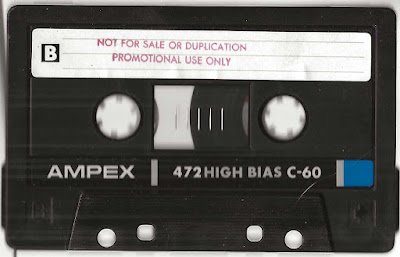 NOT FOR SALE OR DUPLICATION
B
PROMOTIONAL USE ONLY
AMPEX 472 HIGH BIAS C-60